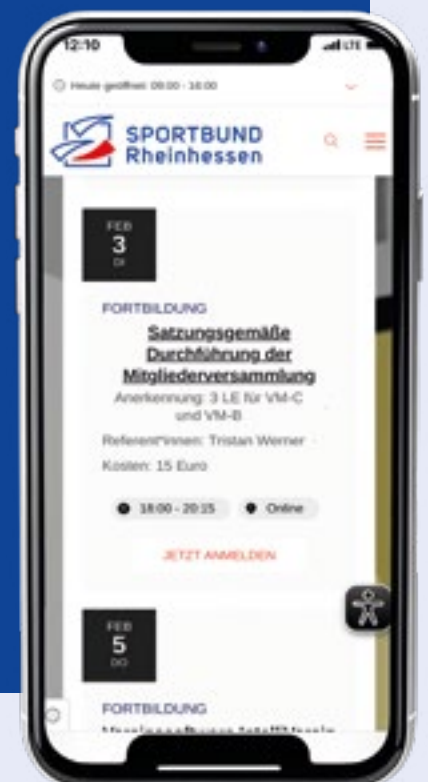 12:10
LTE
Heute geöffnet: 09:00 - 16:00
SPORTBUND
Rheinhessen
FEB
3
DI
FORTBILDUNG
Satzungsgemäße
Durchführung der
Mitgliederversammlung
Anerkennung: 3 LE für VM-C
und VM-B
Referent*innen: Tristan Werner
Kosten: 15 Euro
18:00 - 20:15 Online
JETZT ANMELDEN
FEB
5
DO
FORTBILDUNG